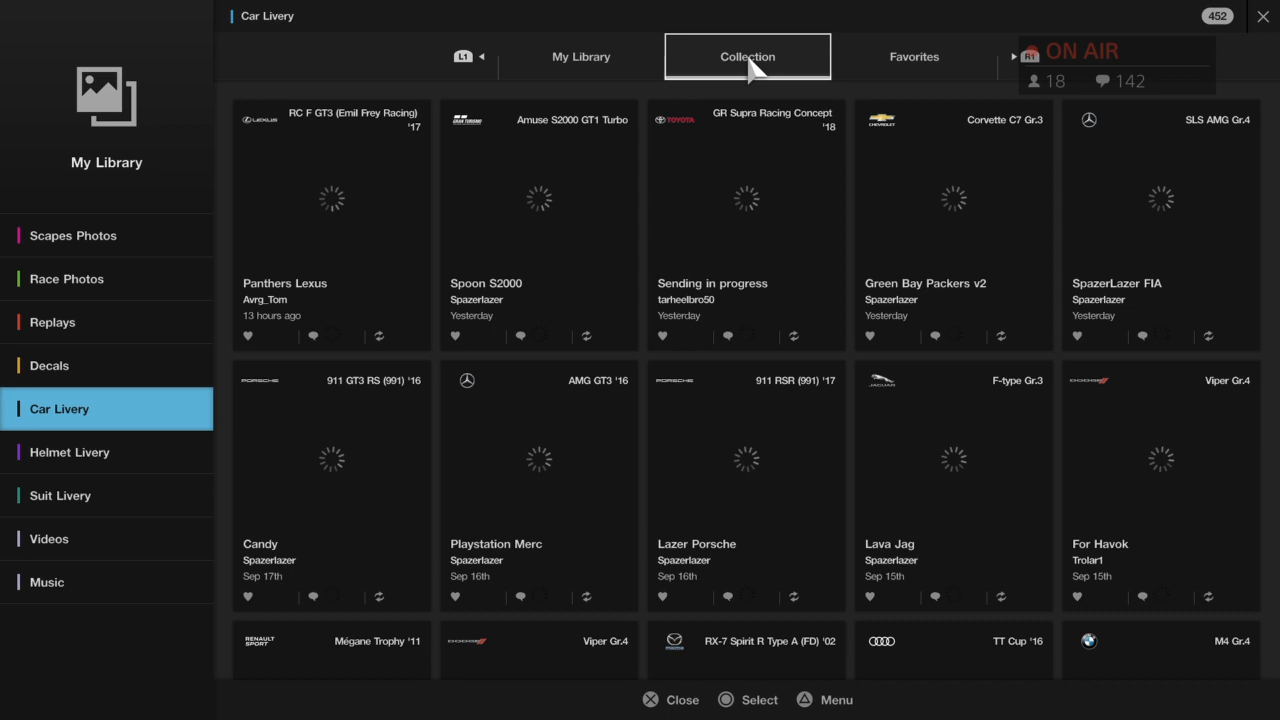 Car Livery
452
L1
My Library
Collection
Favorites
R1
ON AIR
18
142
My Library
Scapes Photos
Race Photos
Replays
Decals
Car Livery
Helmet Livery
Suit Livery
Videos
Music
LEXUS
RC F GT3 (Emil Frey Racing)
'17
Panthers Lexus
Avrg_Tom
13 hours ago
GRAN TURISMO
Amuse S2000 GT1 Turbo
Spoon S2000
Spazerlazer
Yesterday
TOYOTA
GR Supra Racing Concept
'18
Sending in progress
tarheelbro50
Yesterday
CHEVROLET
Corvette C7 Gr.3
Green Bay Packers v2
Spazerlazer
Yesterday
SLS AMG Gr.4
SpazerLazer FIA
Spazerlazer
Yesterday
PORSCHE
911 GT3 RS (991) '16
Candy
Spazerlazer
Sep 17th
AMG GT3 '16
Playstation Merc
Spazerlazer
Sep 16th
PORSCHE
911 RSR (991) '17
Lazer Porsche
Spazerlazer
Sep 16th
JAGUAR
F-type Gr.3
Lava Jag
Spazerlazer
Sep 15th
DODGE
Viper Gr.4
For Havok
Trolar1
Sep 15th
RENAULT
SPORT
Mégane Trophy '11
DODGE
Viper Gr.4
mazda
RX-7 Spirit R Type A (FD) '02
TT Cup '16
M4 Gr.4
Close
Select
Menu